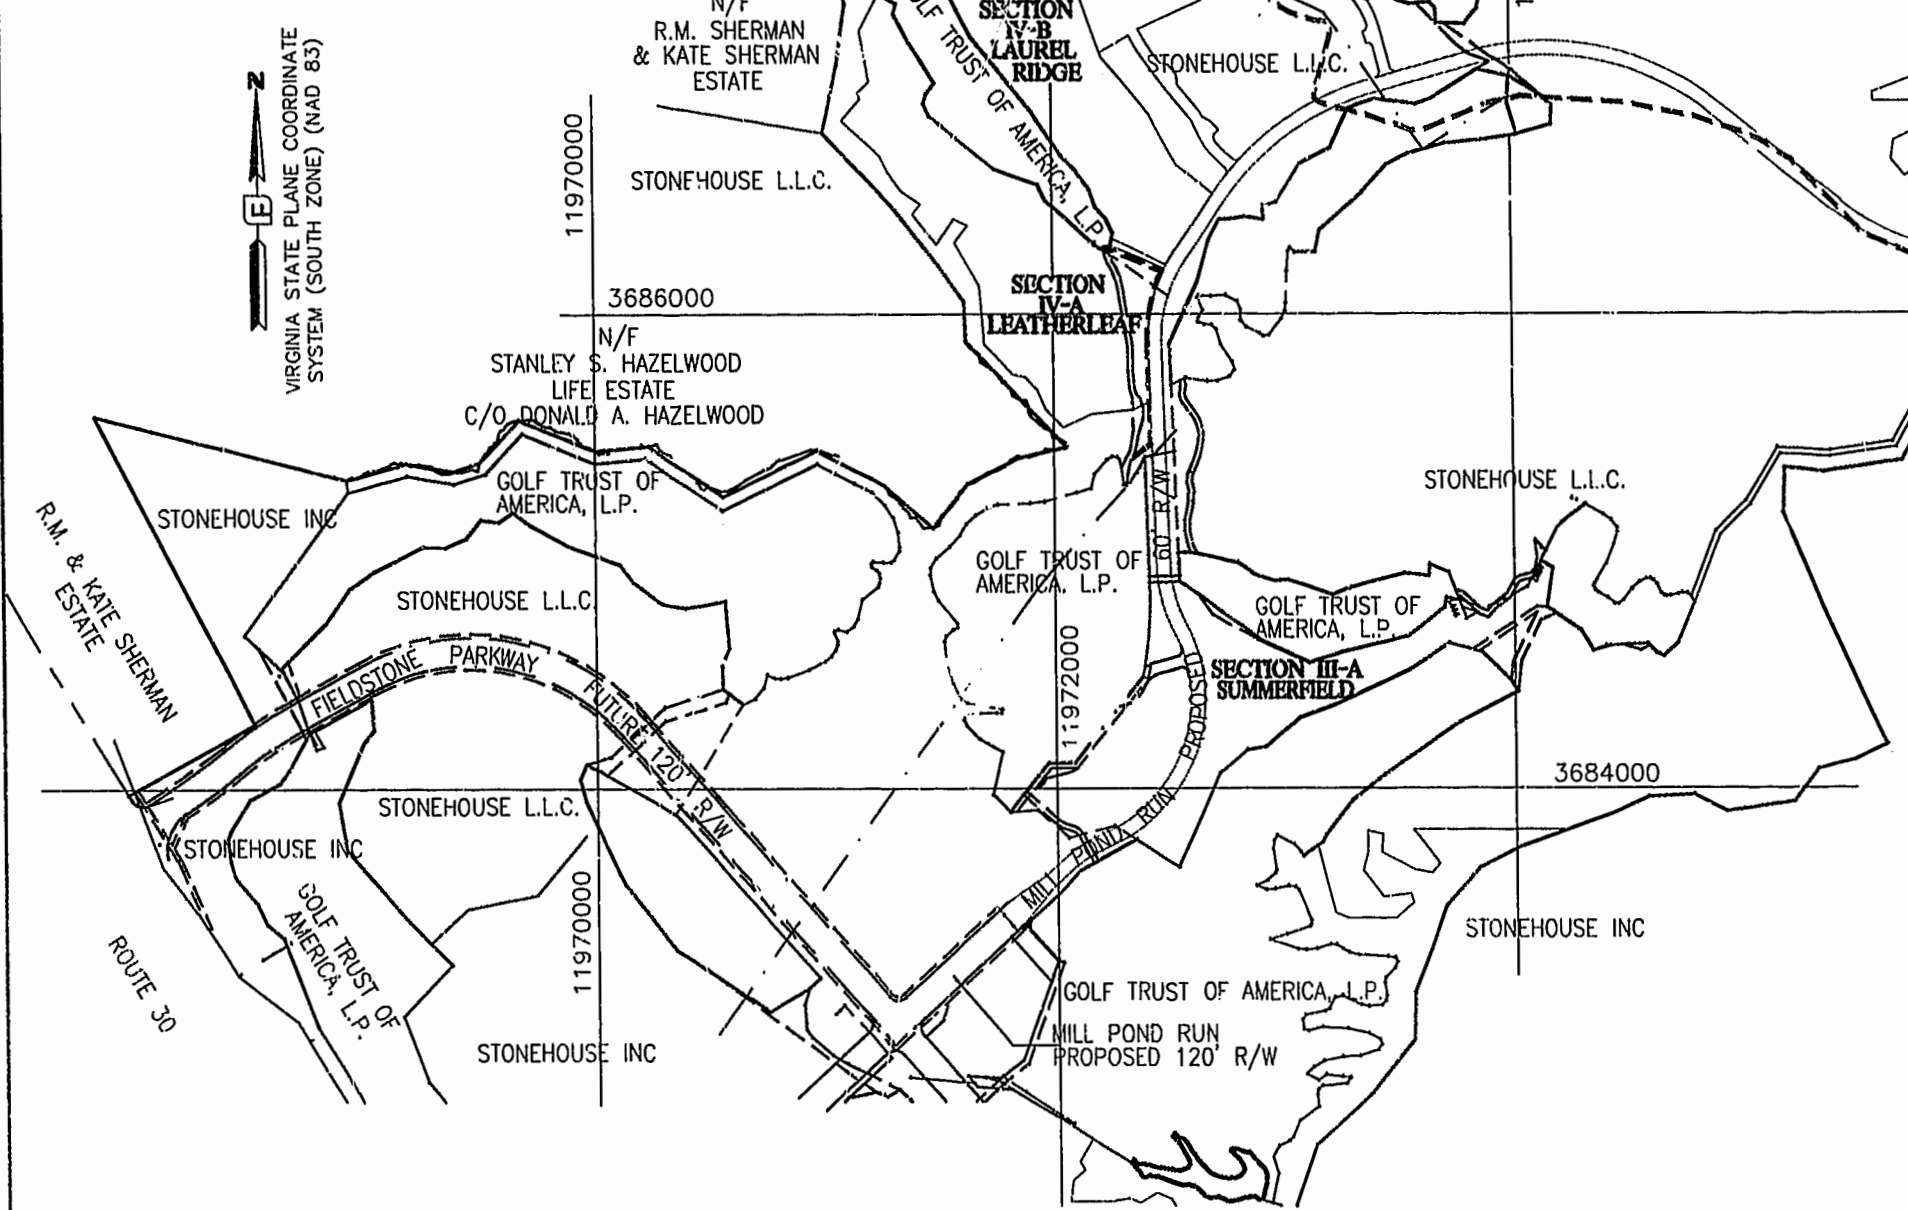 N
VIRGINIA STATE PLANE COORDINATE
SYSTEM (SOUTH ZONE) (NAD 83)
N/F
R.M. SHERMAN
& KATE SHERMAN
ESTATE
SECTION
IV-B
LAUREL
RIDGE
TRUST OF AMERICA, L.P.
STONEHOUSE L.L.C.
11970000
STONEHOUSE L.L.C.
3686000
SECTION
IV-A
LEATHERLEAF
N/F
STANLEY S. HAZELWOOD
LIFE ESTATE
C/O DONALD A. HAZELWOOD
GOLF TRUST OF
AMERICA, L.P.
STONEHOUSE INC
R.M. & KATE SHERMAN
ESTATE
STONEHOUSE L.L.C.
60' R/W
STONEHOUSE L.L.C.
GOLF TRUST OF
AMERICA, L.P.
GOLF TRUST OF
AMERICA, L.P.
SECTION III-A
SUMMERFIELD
11972000
FIELDSTONE PARKWAY
FUTURE 120' R/W
MILL POND RUN PROPOSED
3684000
STONEHOUSE L.L.C.
STONEHOUSE INC
GOLF TRUST OF
AMERICA, L.P.
11970000
ROUTE 30
STONEHOUSE INC
STONEHOUSE INC
GOLF TRUST OF AMERICA, L.P.
MILL POND RUN
PROPOSED 120' R/W